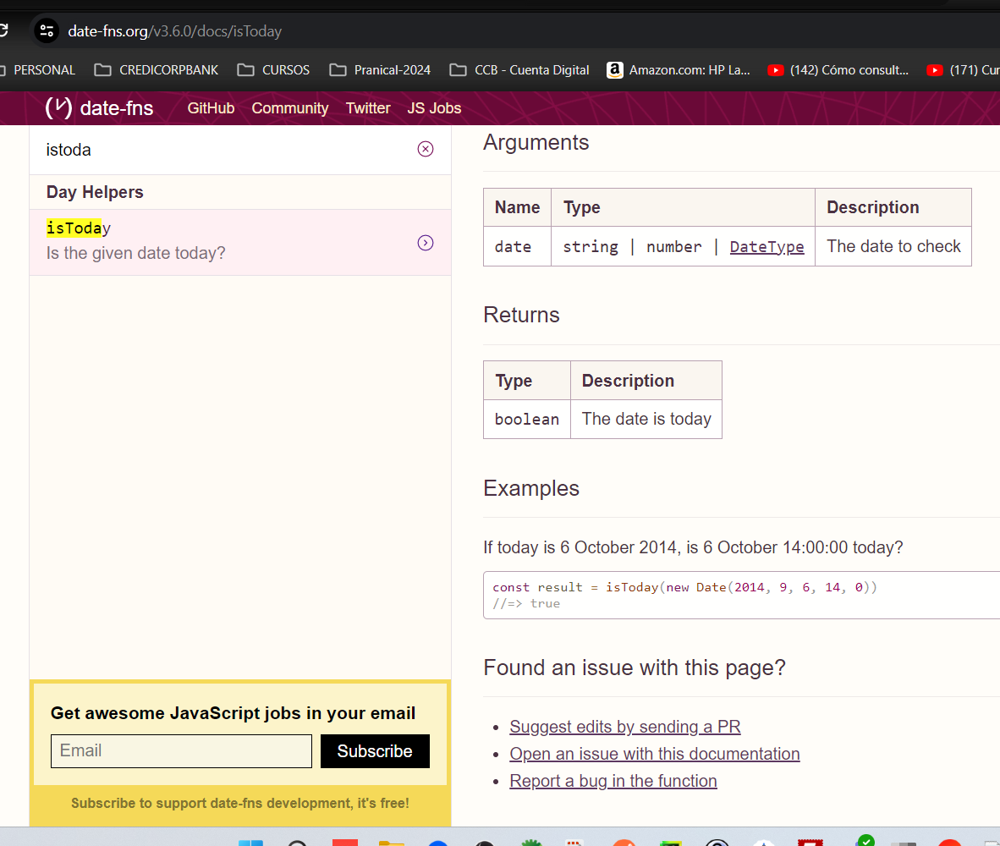 date-fns.org/v3.6.0/docs/isToday
PERSONAL CREDICORPBANK CURSOS Pranical-2024 CCB - Cuenta Digital Amazon.com: HP La... (142) Cómo consult... (171) Cur
date-fns GitHub Community Twitter JS Jobs
istoda
Day Helpers
isToday
Is the given date today?
Get awesome JavaScript jobs in your email
Email Subscribe
Subscribe to support date-fns development, it's free!
Arguments
Name Type Description
date string | number | DateType The date to check
Returns
Type Description
boolean The date is today
Examples
If today is 6 October 2014, is 6 October 14:00:00 today?
const result = isToday(new Date(2014, 9, 6, 14, 0))
//=> true
Found an issue with this page?
Suggest edits by sending a PR
Open an issue with this documentation
Report a bug in the function